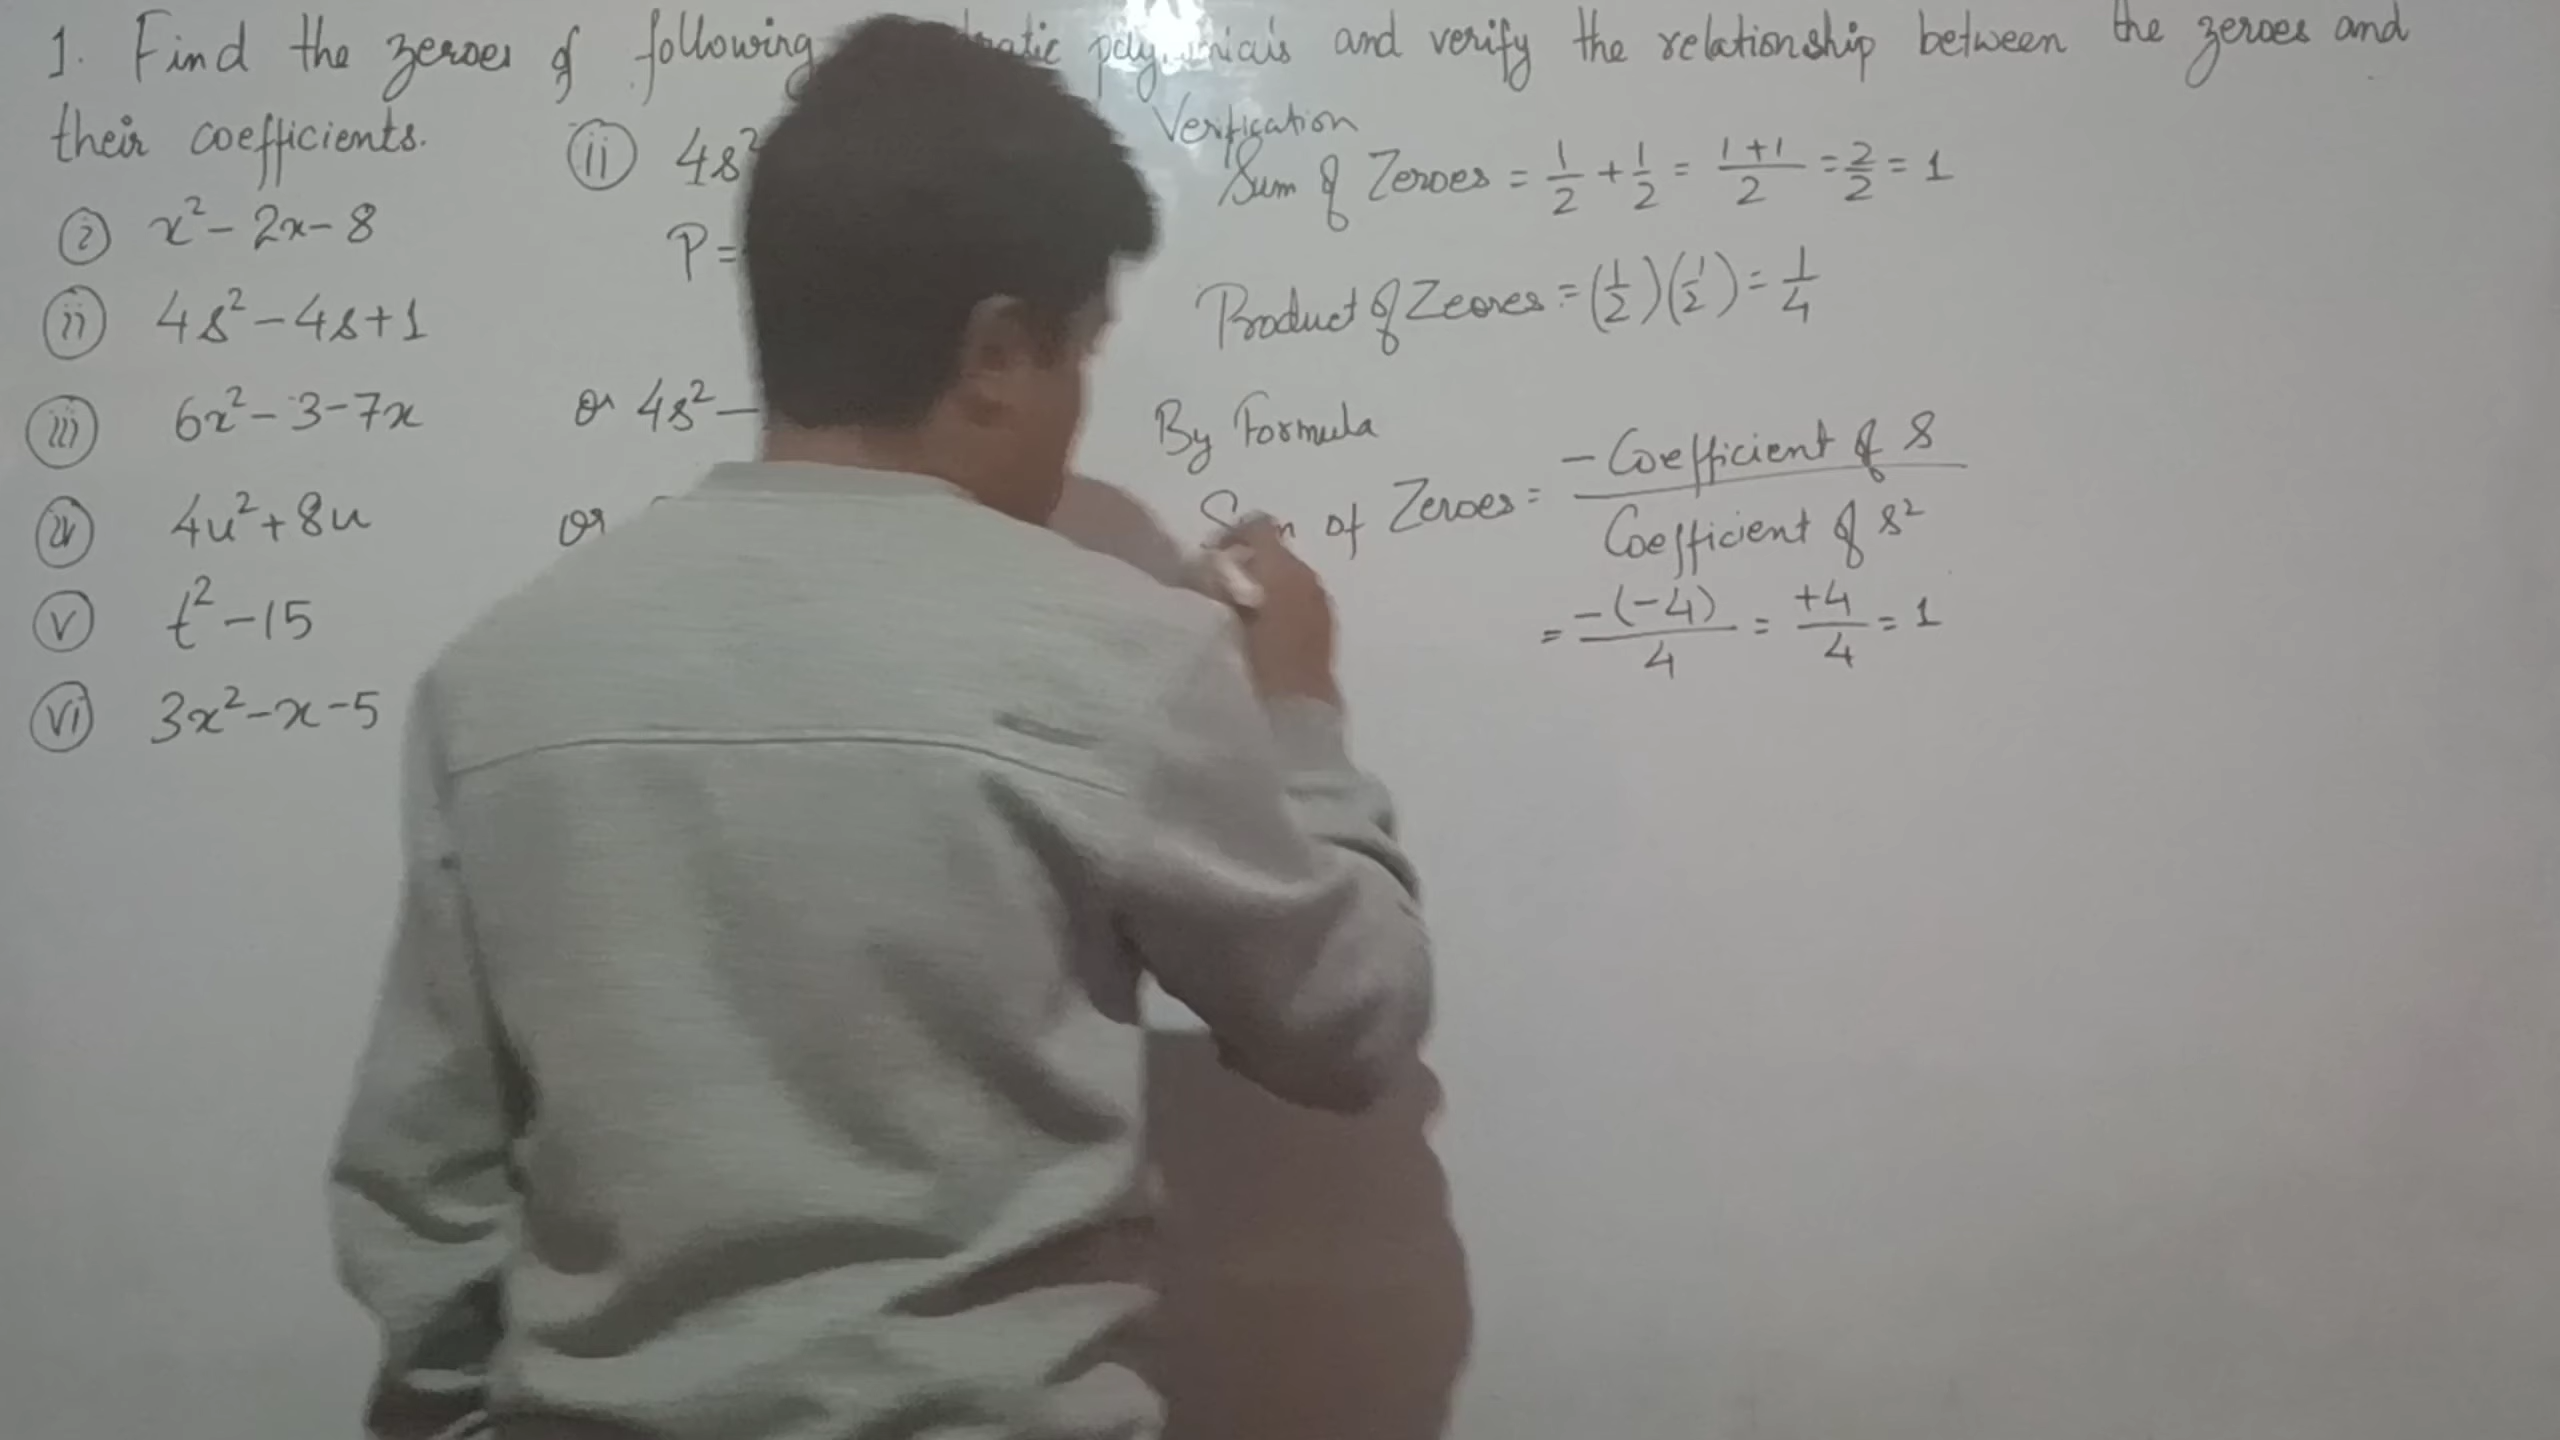 1. Find the zeroes of following and verify the relationship between the zeroes and
their coefficients.
(i) x² - 2x - 8
(ii) 4s² - 4s + 1
(iii) 6x² - 3 - 7x
(iv) 4u² + 8u
(v) t² - 15
(vi) 3x² - x - 5
(ii) 4s²
P =
or 4s² -
or
Verification
Sum of Zeroes = 1/2 + 1/2 = 1+1/2 = 2/2 = 1
Product of Zeores = (1/2)(1/2) = 1/4
By Formula
of Zeroes = - Coefficient of s / Coefficient of s²
= -(-4)/4 = +4/4 = 1